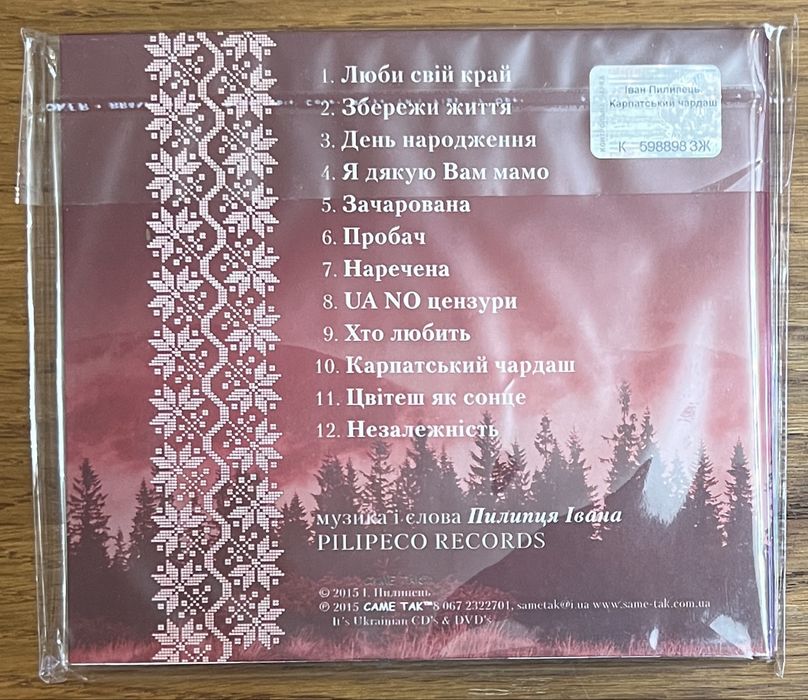 1. Люби свій край
2. Збережи життя
3. День народження
4. Я дякую Вам мамо
5. Зачарована
6. Пробач
7. Наречена
8. UA NO цензури
9. Хто любить
10. Карпатський чардаш
11. Цвітеш як сонце
12. Незалежність
Іван Пилипець
Карпатський чардаш
К 598898 ЗЖ
музика і слова Пилипця Івана
PILIPECO RECORDS
© 2015 І. Пилипець
℗ 2015 САМЕ ТАК™ 8 067 2322701, sametak@i.ua www.same-tak.com.ua
It's Ukrainian CD's & DVD's